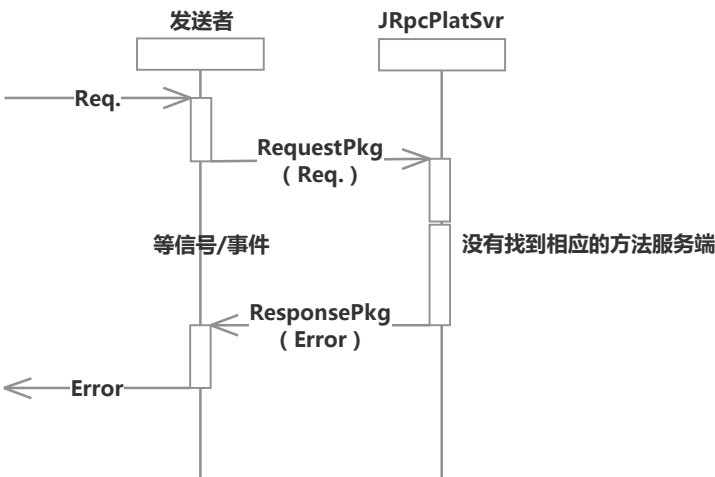 发送者
JRpcPlatSvr
Req.
RequestPkg
( Req. )
等信号/事件
没有找到相应的方法服务端
ResponsePkg
( Error )
Error